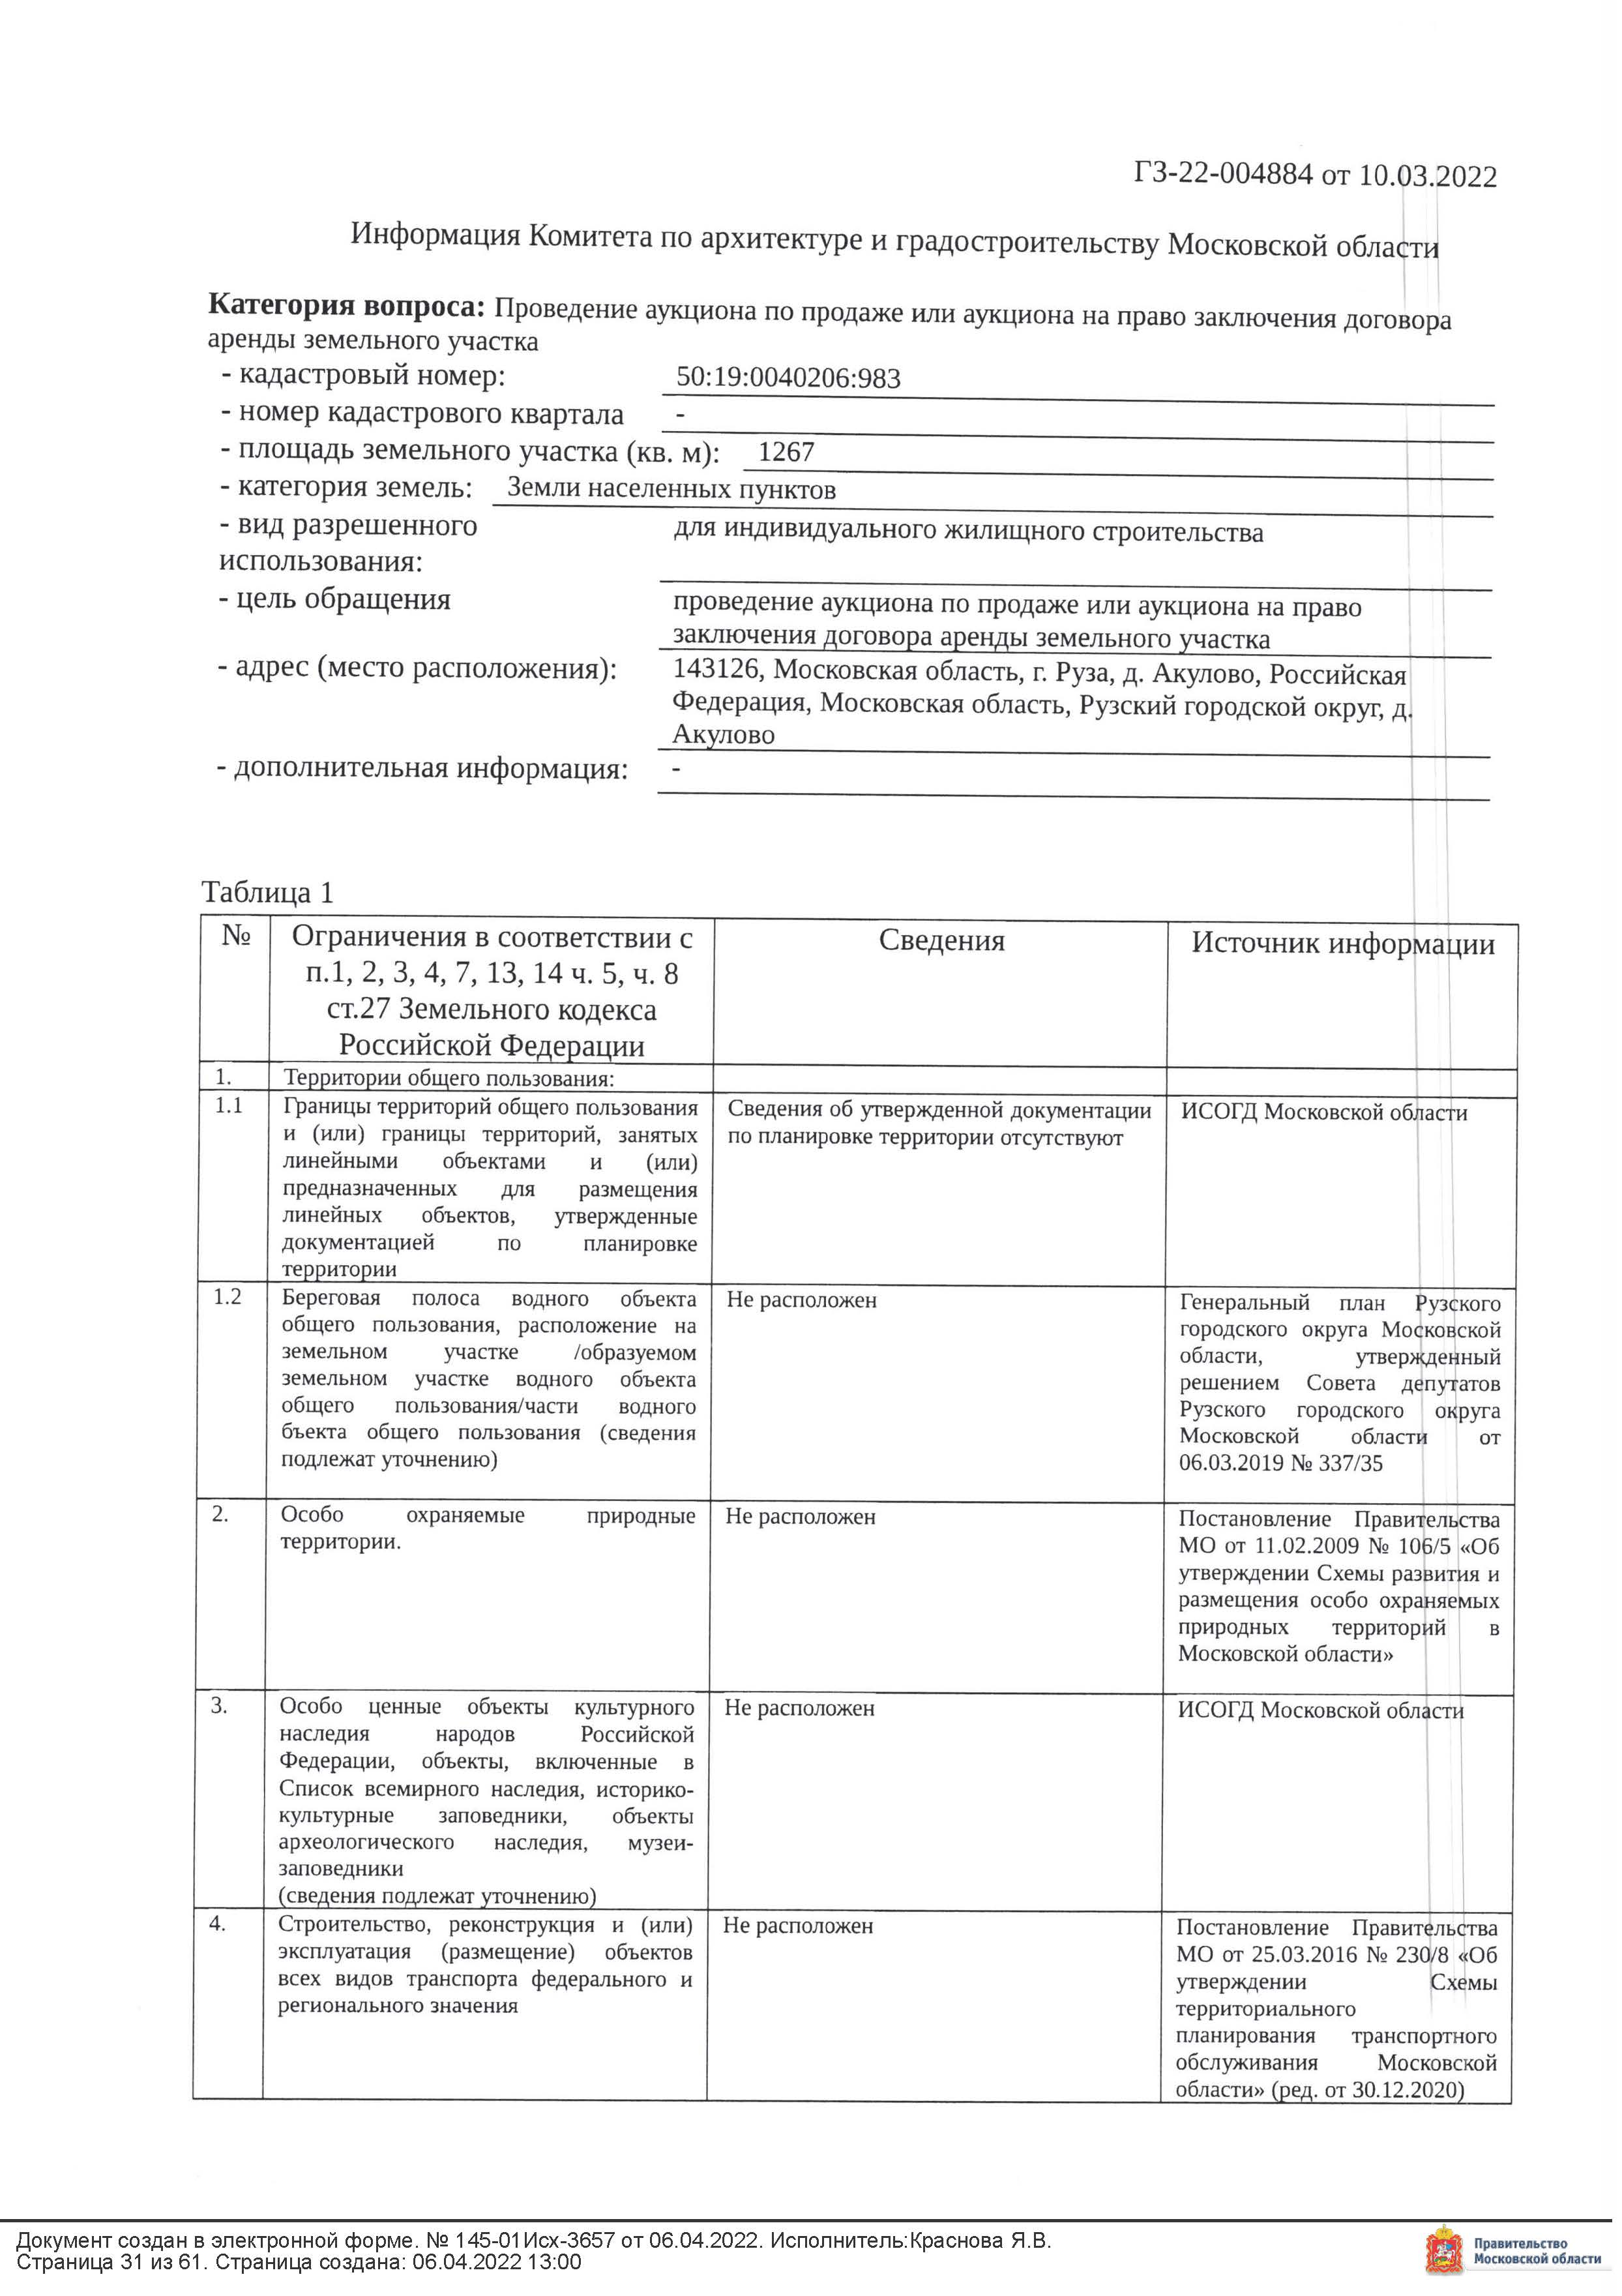 ГЗ-22-004884 от 10.03.2022
Информация Комитета по архитектуре и градостроительству Московской области
Категория вопроса: Проведение аукциона по продаже или аукциона на право заключения договора
аренды земельного участка
- кадастровый номер: 50:19:0040206:983
- номер кадастрового квартала -
- площадь земельного участка (кв. м): 1267
- категория земель: Земли населенных пунктов
- вид разрешенного для индивидуального жилищного строительства
использования:
- цель обращения проведение аукциона по продаже или аукциона на право
заключения договора аренды земельного участка
- адрес (место расположения): 143126, Московская область, г. Руза, д. Акулово, Российская
Федерация, Московская область, Рузский городской округ, д.
Акулово
- дополнительная информация: -
Таблица 1
№
Ограничения в соответствии с
п.1, 2, 3, 4, 7, 13, 14 ч. 5, ч. 8
ст.27 Земельного кодекса
Российской Федерации
Сведения
Источник информации
1.
Территории общего пользования:
1.1
Границы территорий общего пользования
и (или) границы территорий, занятых
линейными объектами и (или)
предназначенных для размещения
линейных объектов, утвержденные
документацией по планировке
территории
Сведения об утвержденной документации
по планировке территории отсутствуют
ИСОГД Московской области
1.2
Береговая полоса водного объекта
общего пользования, расположение на
земельном участке /образуемом
земельном участке водного объекта
общего пользования/части водного
бъекта общего пользования (сведения
подлежат уточнению)
Не расположен
Генеральный план Рузского
городского округа Московской
области, утвержденный
решением Совета депутатов
Рузского городского округа
Московской области от
06.03.2019 № 337/35
2.
Особо охраняемые природные
территории.
Не расположен
Постановление Правительства
МО от 11.02.2009 № 106/5 «Об
утверждении Схемы развития и
размещения особо охраняемых
природных территорий в
Московской области»
3.
Особо ценные объекты культурного
наследия народов Российской
Федерации, объекты, включенные в
Список всемирного наследия, историко-
культурные заповедники, объекты
археологического наследия, музеи-
заповедники
(сведения подлежат уточнению)
Не расположен
ИСОГД Московской области
4.
Строительство, реконструкция и (или)
эксплуатация (размещение) объектов
всех видов транспорта федерального и
регионального значения
Не расположен
Постановление Правительства
МО от 25.03.2016 № 230/8 «Об
утверждении Схемы
территориального
планирования транспортного
обслуживания Московской
области» (ред. от 30.12.2020)
Документ создан в электронной форме. № 145-01Исх-3657 от 06.04.2022. Исполнитель:Краснова Я.В.
Страница 31 из 61. Страница создана: 06.04.2022 13:00
Правительство
Московской области